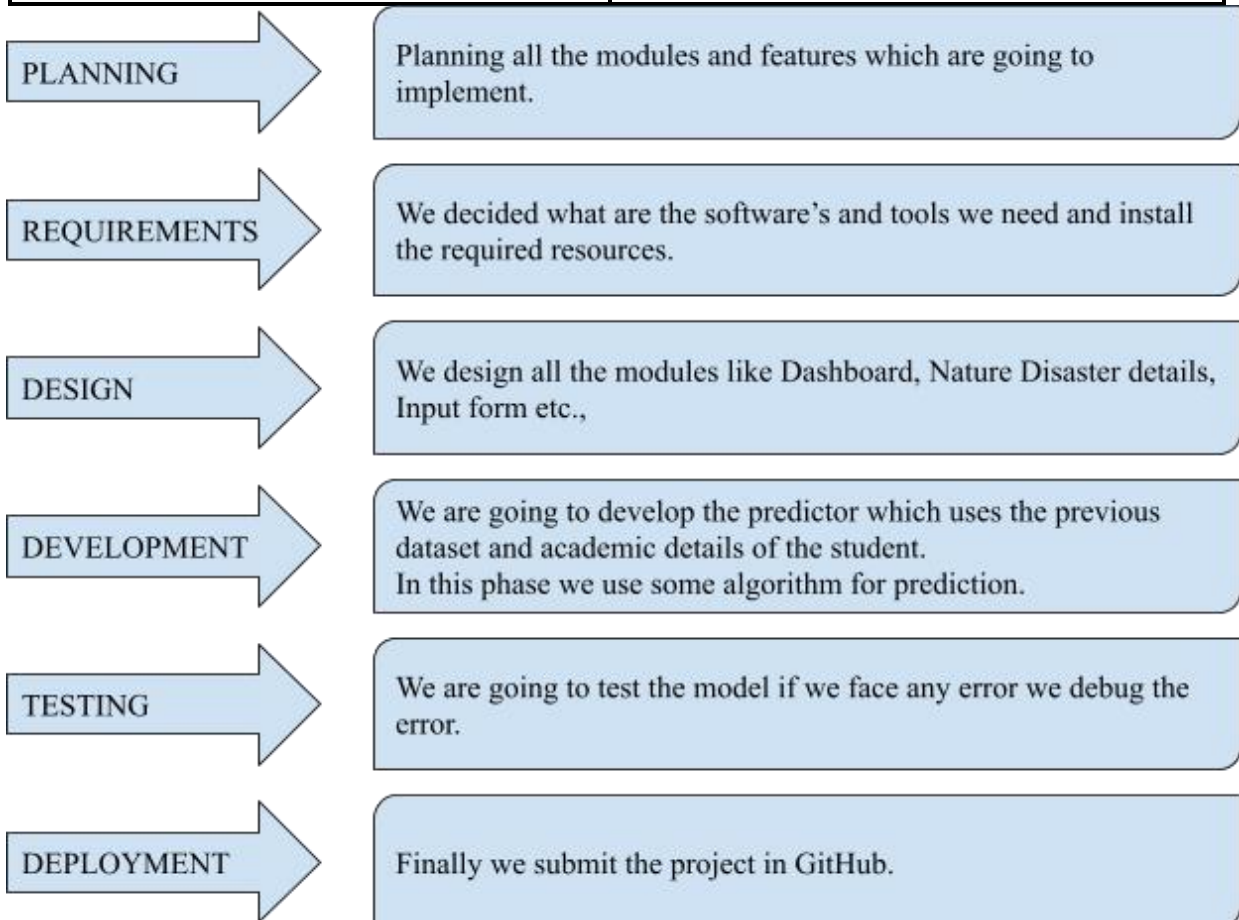 PLANNING
Planning all the modules and features which are going to
implement.
REQUIREMENTS
We decided what are the software’s and tools we need and install
the required resources.
DESIGN
We design all the modules like Dashboard, Nature Disaster details,
Input form etc.,
DEVELOPMENT
We are going to develop the predictor which uses the previous
dataset and academic details of the student.
In this phase we use some algorithm for prediction.
TESTING
We are going to test the model if we face any error we debug the
error.
DEPLOYMENT
Finally we submit the project in GitHub.